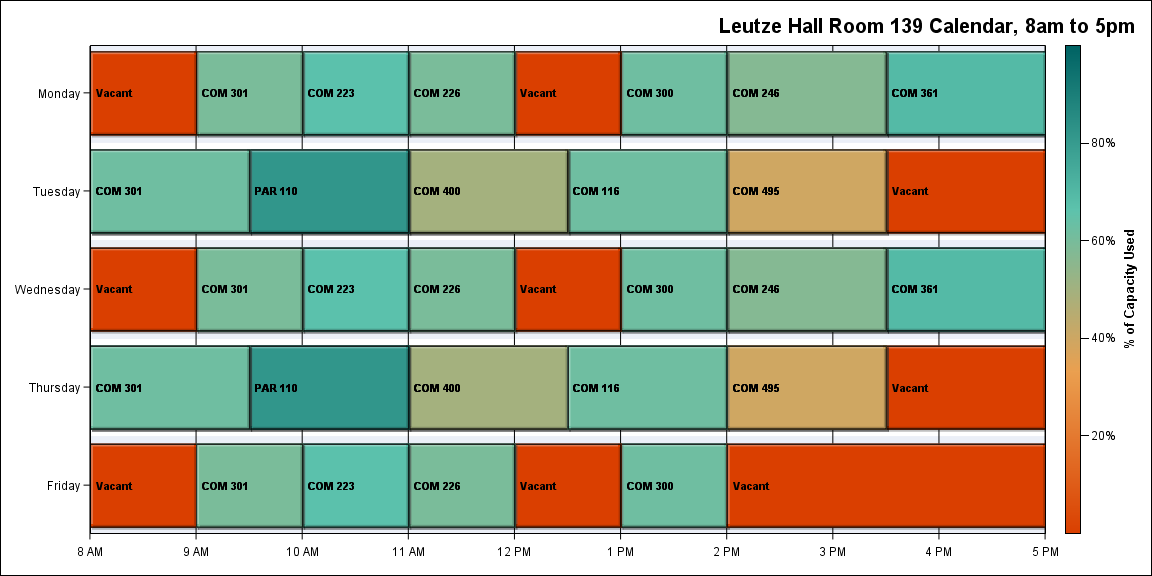 Leutze Hall Room 139 Calendar, 8am to 5pm
Monday
Vacant
COM 301
COM 223
COM 226
Vacant
COM 300
COM 246
COM 361
Tuesday
COM 301
PAR 110
COM 400
COM 116
COM 495
Vacant
Wednesday
Vacant
COM 301
COM 223
COM 226
Vacant
COM 300
COM 246
COM 361
Thursday
COM 301
PAR 110
COM 400
COM 116
COM 495
Vacant
Friday
Vacant
COM 301
COM 223
COM 226
Vacant
COM 300
Vacant
8 AM
9 AM
10 AM
11 AM
12 PM
1 PM
2 PM
3 PM
4 PM
5 PM
80%
60%
40%
20%
% of Capacity Used